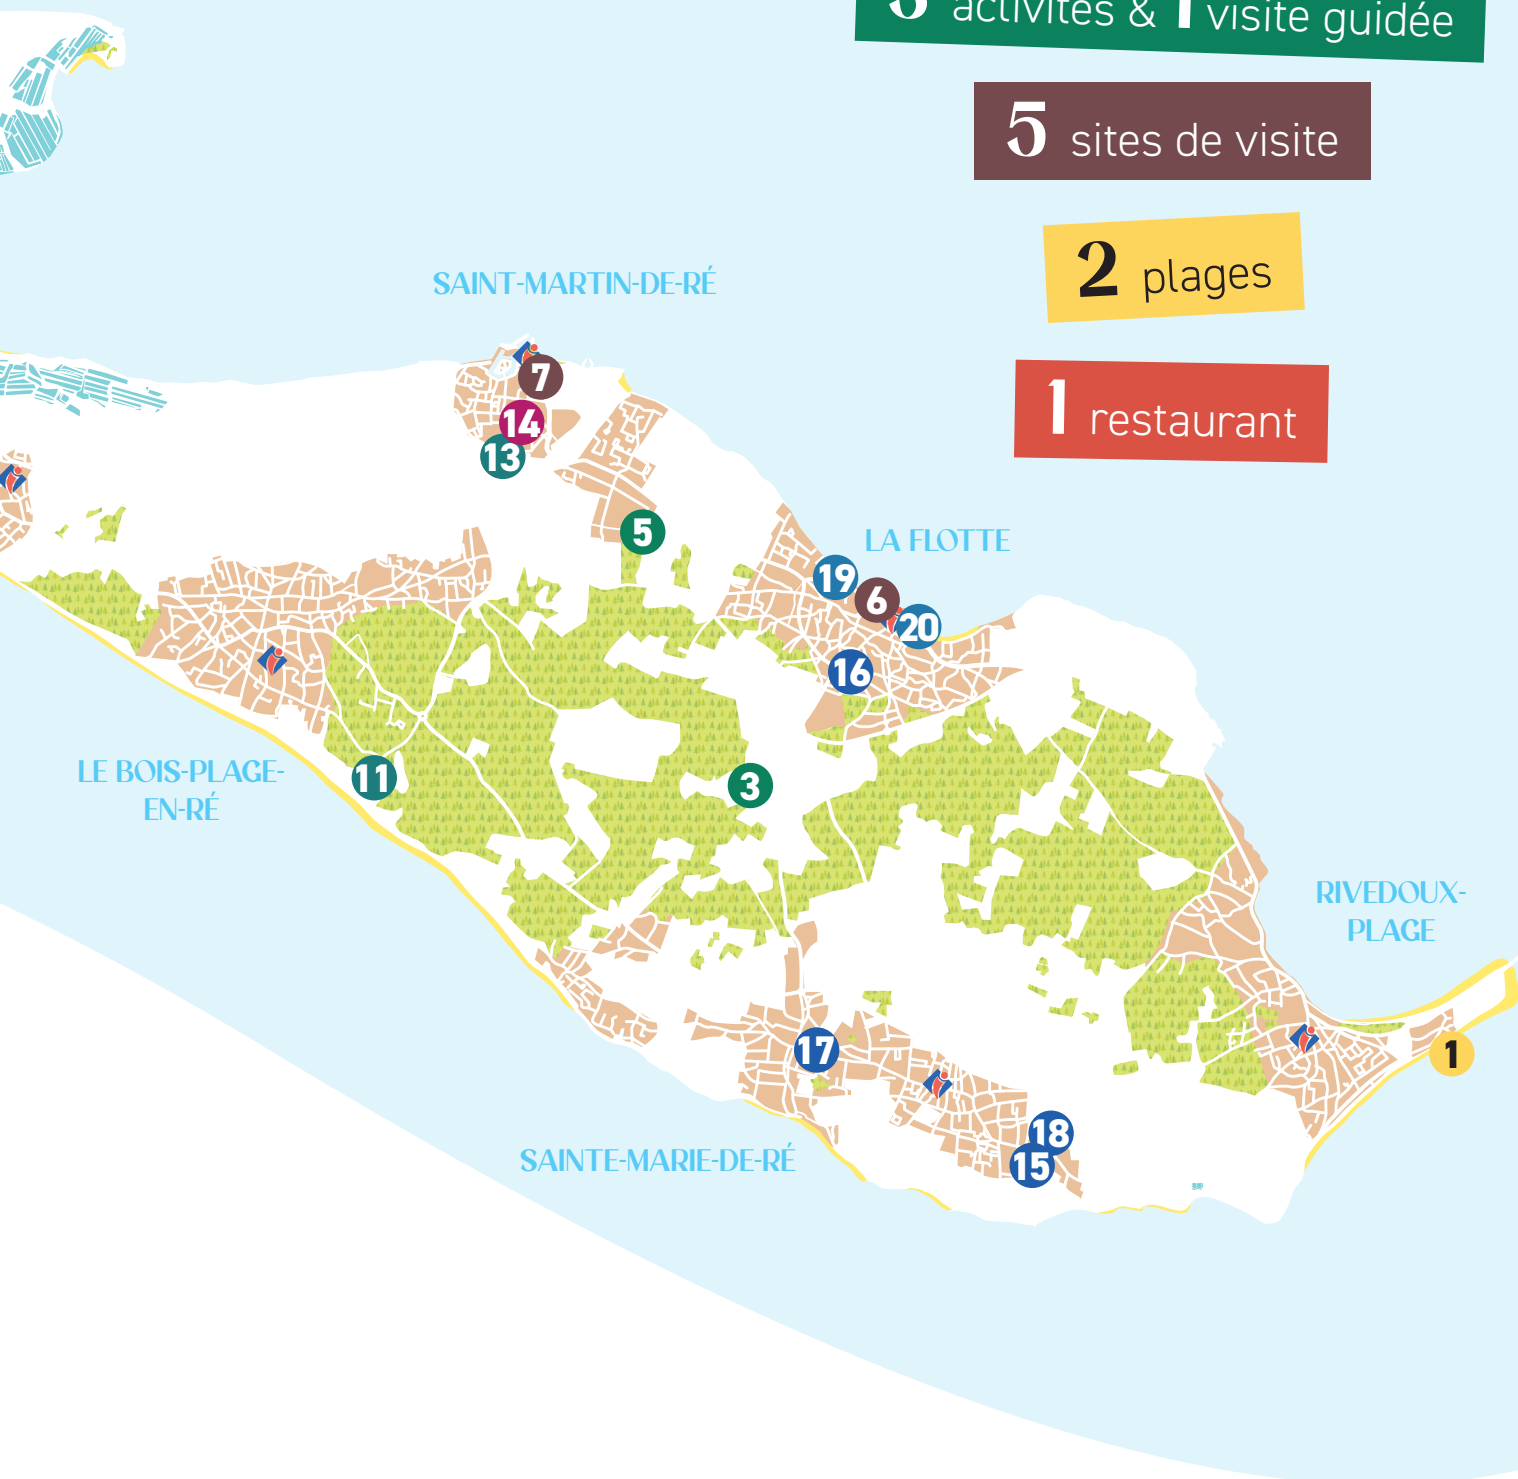 3 activités & 1 visite guidée
5 sites de visite
2 plages
1 restaurant
SAINT-MARTIN-DE-RÉ
7
14
13
5
LA FLOTTE
19
6
20
16
LE BOIS-PLAGE-
EN-RÉ
11
3
RIVEDOUX-
PLAGE
1
17
18
15
SAINTE-MARIE-DE-RÉ